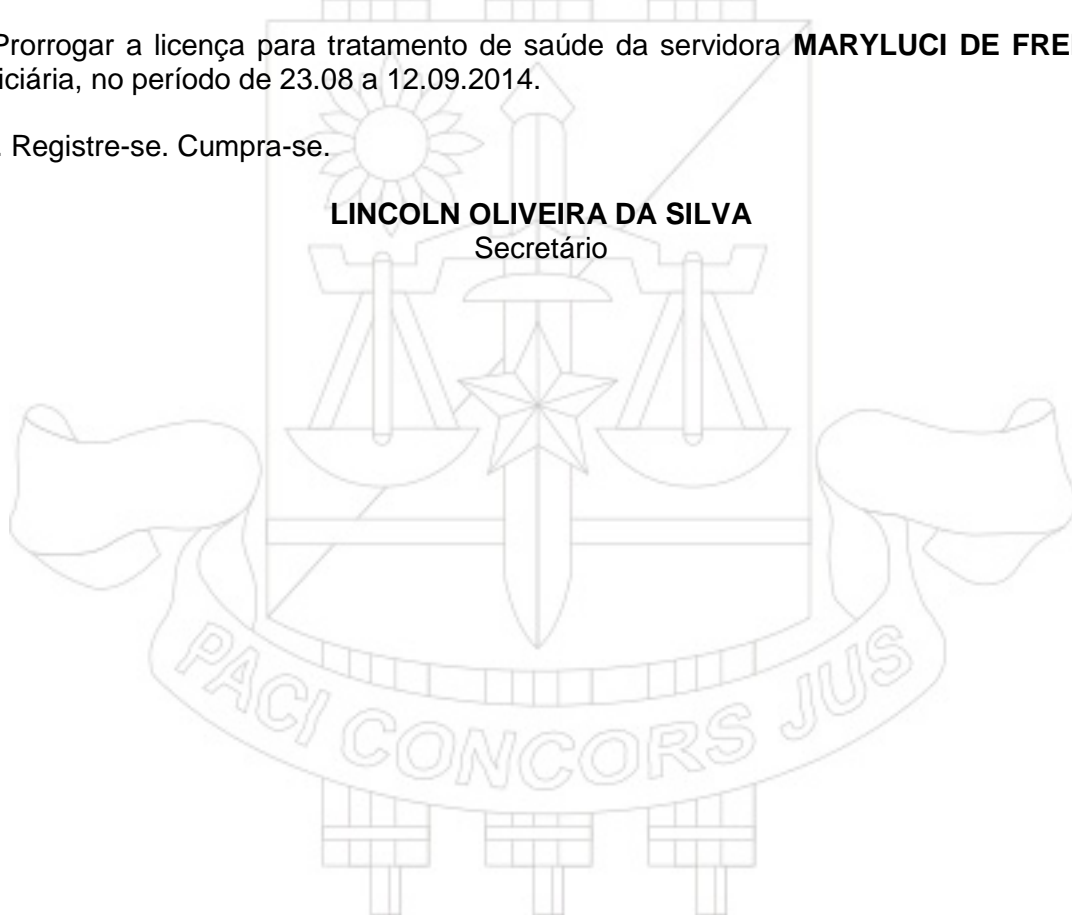 Prorrogar a licença para tratamento de saúde da servidora MARYLUCI DE
iciária, no período de 23.08 a 12.09.2014.
Registre-se. Cumpra-se.
LINCOLN OLIVEIRA DA SILVA
Secretário
PACI CONCORS JUS